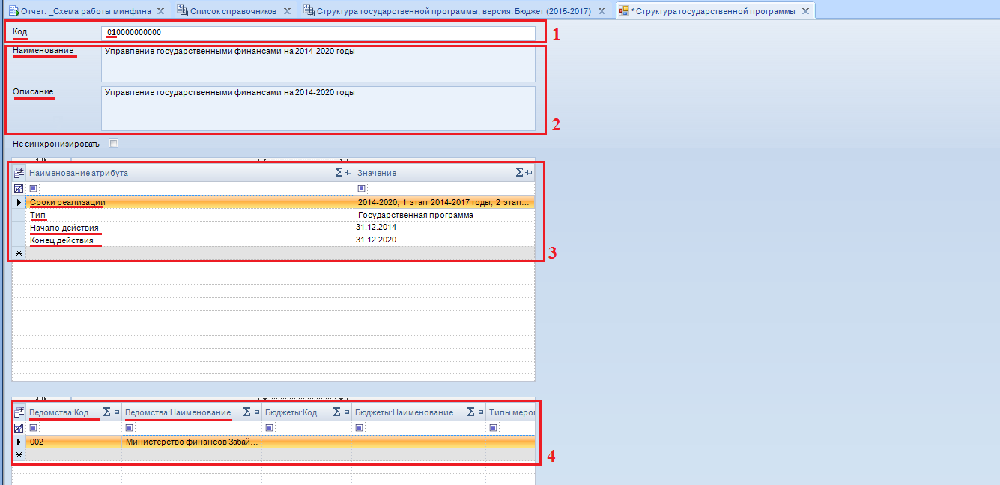 Отчет: _Схема работы минфина Список справочников Структура государственной программы, версия: Бюджет (2015-2017) *Структура государственной программы
Код 010000000000 1
Наименование Управление государственными финансами на 2014-2020 годы
Описание Управление государственными финансами на 2014-2020 годы
2
Не синхронизировать
Наименование атрибута Значение
Сроки реализации 2014-2020, 1 этап 2014-2017 годы, 2 этап...
Тип Государственная программа
Начало действия 31.12.2014
Конец действия 31.12.2020
3
Ведомства:Код Ведомства:Наименование Бюджеты:Код Бюджеты:Наименование Типы мероп
002 Министерство финансов Забай...
4